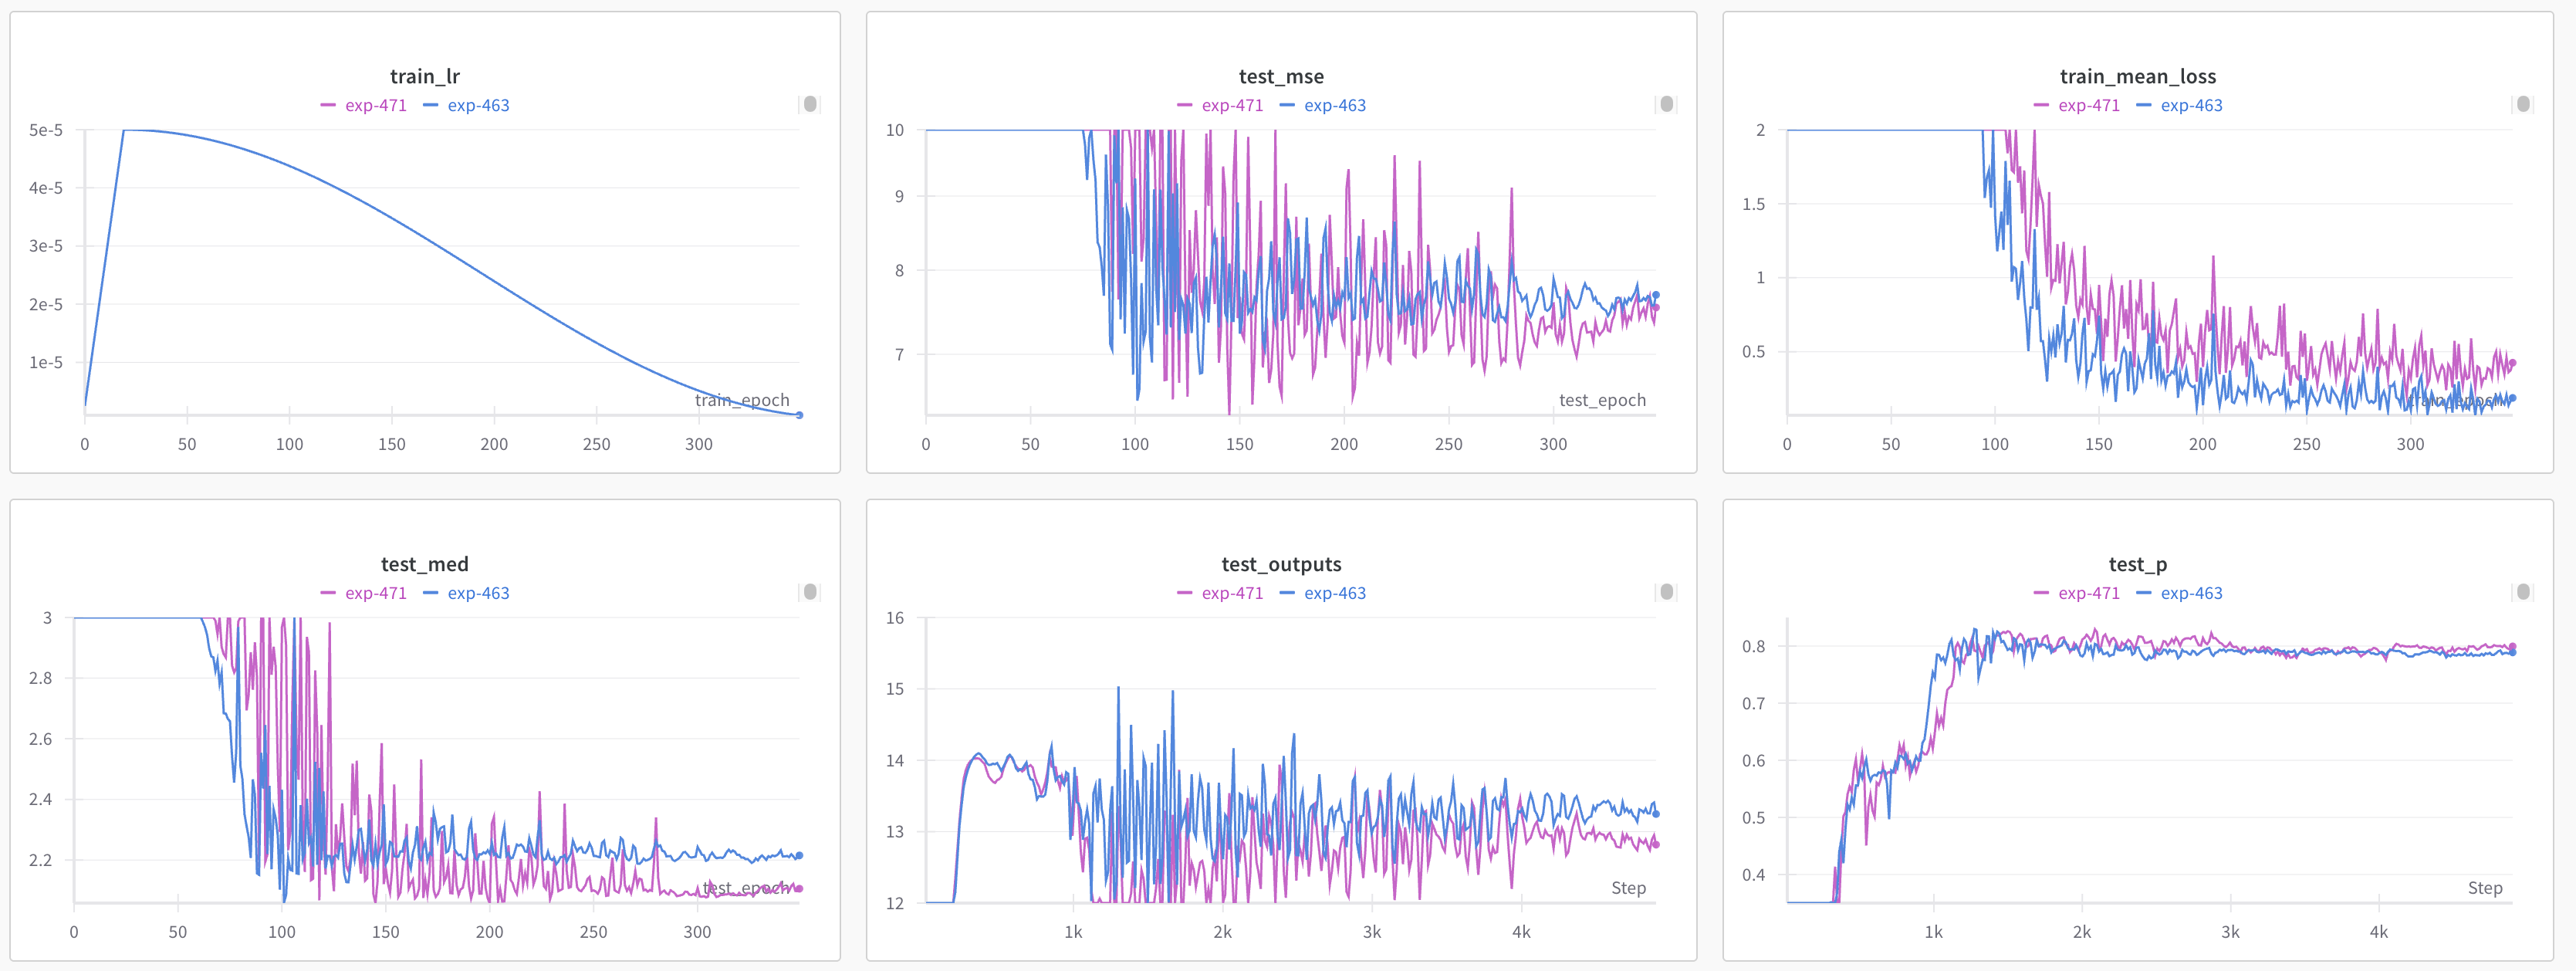 train_lr
exp-471 exp-463
5e-5
4e-5
3e-5
2e-5
1e-5
train_epoch
0 50 100 150 200 250 300
test_mse
exp-471 exp-463
10
9
8
7
test_epoch
0 50 100 150 200 250 300
train_mean_loss
exp-471 exp-463
2
1.5
1
0.5
train_epoch
0 50 100 150 200 250 300
test_med
exp-471 exp-463
3
2.8
2.6
2.4
2.2
test_epoch
0 50 100 150 200 250 300
test_outputs
exp-471 exp-463
16
15
14
13
12
Step
1k 2k 3k 4k
test_p
exp-471 exp-463
0.8
0.7
0.6
0.5
0.4
Step
1k 2k 3k 4k